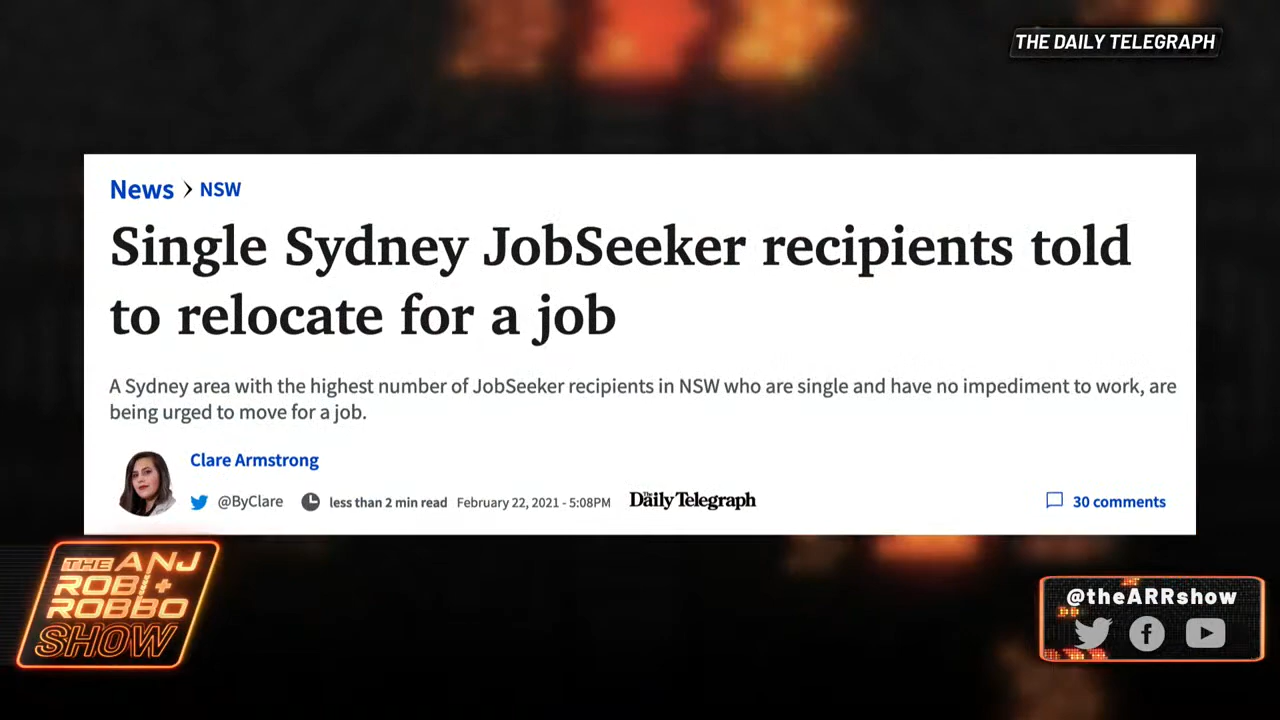 THE DAILY TELEGRAPH
News > NSW
Single Sydney JobSeeker recipients told
to relocate for a job
A Sydney area with the highest number of JobSeeker recipients in NSW who are single and have no impediment to work, are
being urged to move for a job.
Clare Armstrong
@ByClare less than 2 min read February 22, 2021 - 5:08PM The Daily Telegraph 30 comments
THE ANJ
ROB +
ROBBO
SHOW
@theARRshow